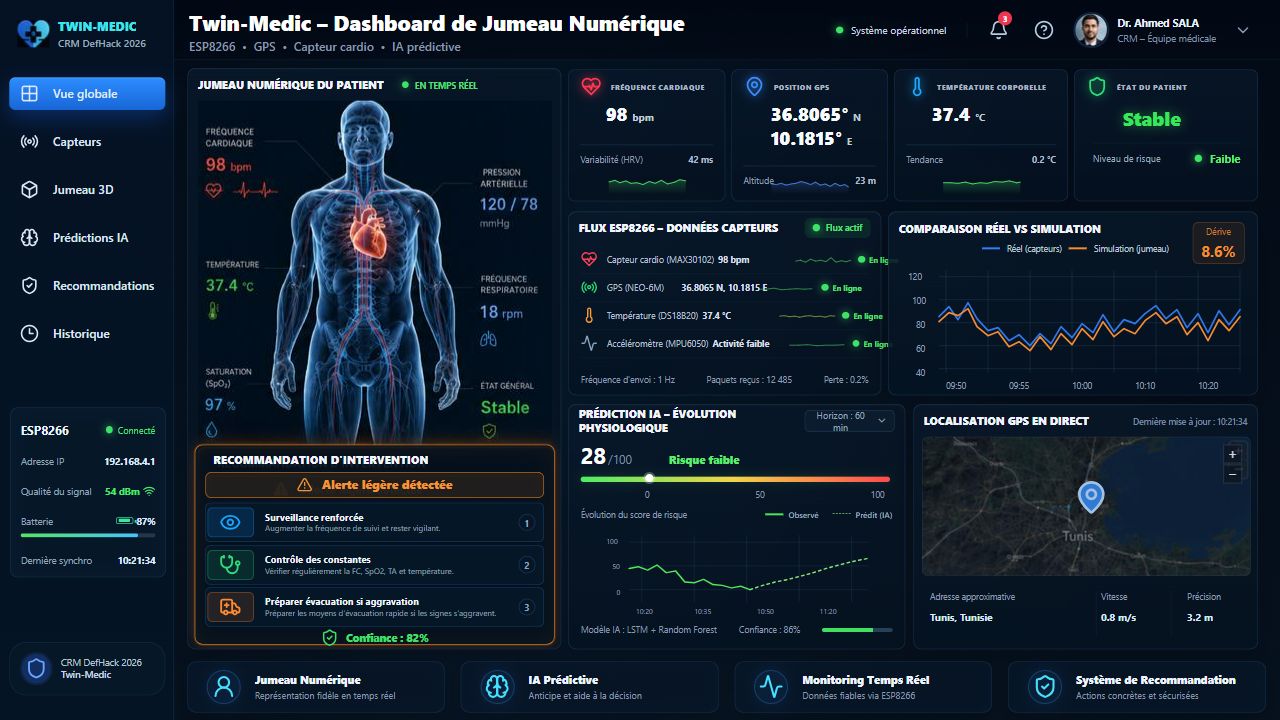 TWIN-MEDIC
CRM DefHack 2026
Vue globale
Capteurs
Jumeau 3D
Prédictions IA
Recommandations
Historique
ESP8266
Connecté
Adresse IP
192.168.4.1
Qualité du signal
54 dBm
Batterie
87%
Dernière synchro
10:21:34
CRM DefHack 2026
Twin-Medic
Twin-Medic – Dashboard de Jumeau Numérique
ESP8266 • GPS • Capteur cardio • IA prédictive
Système opérationnel
3
Dr. Ahmed SALA
CRM – Équipe médicale
JUMEAU NUMÉRIQUE DU PATIENT
EN TEMPS RÉEL
FRÉQUENCE
CARDIAQUE
98 bpm
PRESSION
ARTÉRIELLE
120 / 78
mmHg
TEMPÉRATURE
37.4 °C
FRÉQUENCE
RESPIRATOIRE
18 rpm
SATURATION
(SpO₂)
97 %
ÉTAT GÉNÉRAL
Stable
RECOMMANDATION D'INTERVENTION
Alerte légère détectée
Surveillance renforcée
Augmenter la fréquence de suivi et rester vigilant.
1
Contrôle des constantes
Vérifier régulièrement la FC, SpO2, TA et température.
2
Préparer évacuation si aggravation
Préparer les moyens d'évacuation rapide si les signes s'aggravent.
3
Confiance : 82%
FRÉQUENCE CARDIAQUE
98 bpm
Variabilité (HRV)
42 ms
POSITION GPS
36.8065° N
10.1815° E
Altitude
23 m
TEMPÉRATURE CORPORELLE
37.4 °C
Tendance
0.2 °C
ÉTAT DU PATIENT
Stable
Niveau de risque
Faible
FLUX ESP8266 – DONNÉES CAPTEURS
Flux actif
Capteur cardio (MAX30102) 98 bpm
En lig
GPS (NEO-6M) 36.8065 N, 10.1815 E
En ligne
Température (DS18B20) 37.4 °C
En ligne
Accéléromètre (MPU6050) Activité faible
En lign
Fréquence d'envoi : 1 Hz
Paquets reçus : 12 485
Perte : 0.2%
COMPARAISON RÉEL VS SIMULATION
Dérive
8.6%
Réel (capteurs)
Simulation (jumeau)
120
100
80
60
40
09:50
09:55
10:00
10:10
10:20
PRÉDICTION IA – ÉVOLUTION
PHYSIOLOGIQUE
Horizon : 60
min
28 /100
Risque faible
0
50
100
Évolution du score de risque
Observé
Prédit (IA)
100
50
0
10:20
10:35
10:50
11:20
Modèle IA : LSTM + Random Forest
Confiance : 86%
LOCALISATION GPS EN DIRECT
Dernière mise à jour : 10:21:34
+
−
Tunis
Adresse approximative
Tunis, Tunisie
Vitesse
0.8 m/s
Précision
3.2 m
Jumeau Numérique
Représentation fidèle en temps réel
IA Prédictive
Anticipe et aide à la décision
Monitoring Temps Réel
Données fiables via ESP8266
Système de Recommandation
Actions concrètes et sécurisées